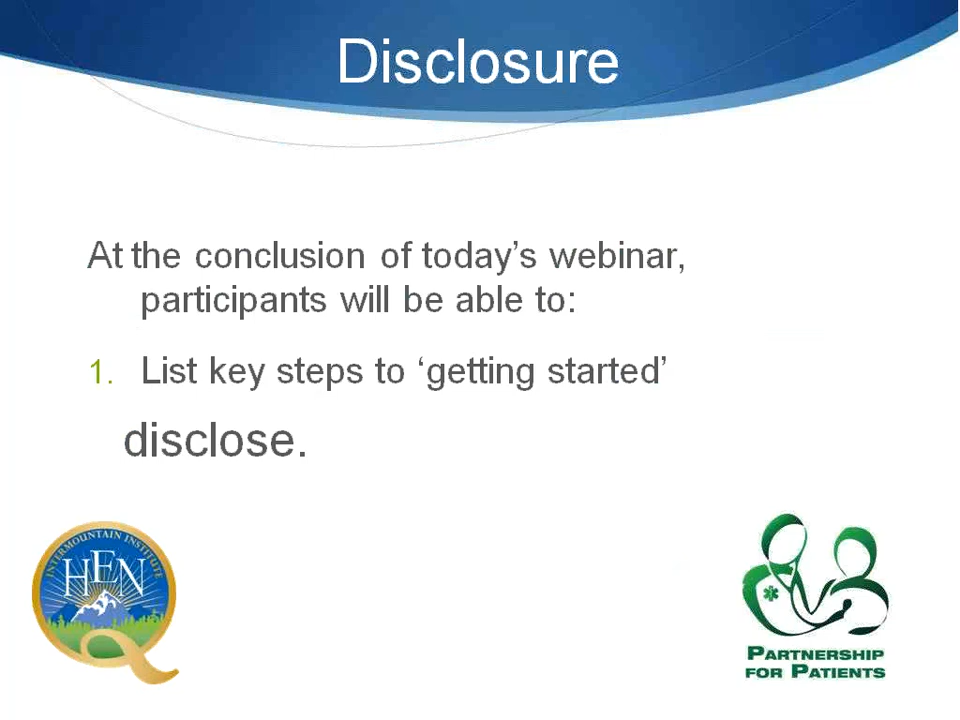 Disclosure
At the conclusion of today’s webinar,
participants will be able to:
1. List key steps to ‘getting started’
disclose.
INTERMOUNTAIN INSTITUTE
HEN
PARTNERSHIP
FOR PATIENTS